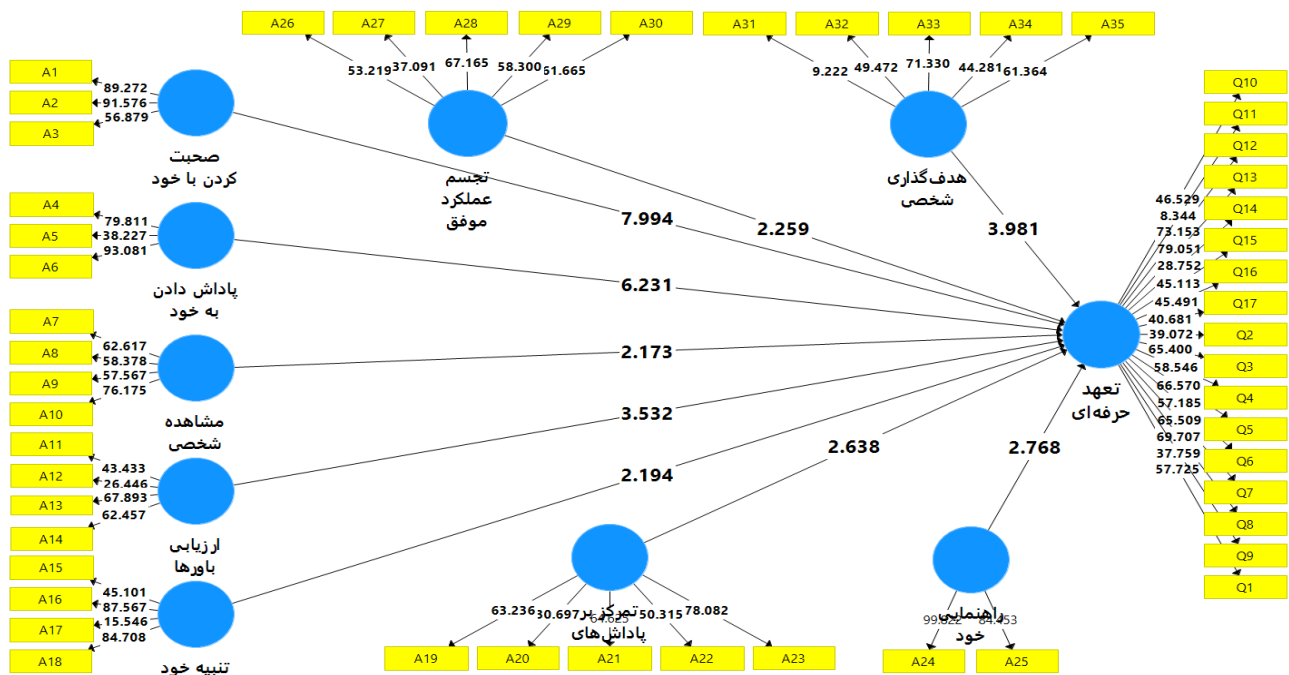 A26
A27
A28
A29
A30
A31
A32
A33
A34
A35
53.219
37.091
67.165
58.300
61.665
9.222
49.472
71.330
44.281
61.364
A1
A2
A3
89.272
91.576
56.879
صحبت
کردن با خود
تجسم
عملکرد
موفق
هدف‌گذاری
شخصی
A4
A5
A6
79.811
38.227
93.081
پاداش دادن
به خود
A7
A8
A9
A10
62.617
58.378
57.567
76.175
مشاهده
شخصی
A11
A12
A13
A14
43.433
26.446
67.893
62.457
ارزیابی
باورها
A15
A16
A17
A18
45.101
87.567
15.546
84.708
تنبیه خود
7.994
2.259
3.981
6.231
2.173
3.532
2.194
2.638
2.768
تعهد
حرفه‌ای
46.529
8.344
73.153
79.051
28.752
45.113
45.491
40.681
39.072
65.400
58.546
66.570
57.185
65.509
69.707
37.759
57.725
Q10
Q11
Q12
Q13
Q14
Q15
Q16
Q17
Q2
Q3
Q4
Q5
Q6
Q7
Q8
Q9
Q1
63.236
30.697
50.315
78.082
تمرکز بر
پاداش‌های
A19
A20
A21
A22
A23
راهنمایی
خود
A24
A25